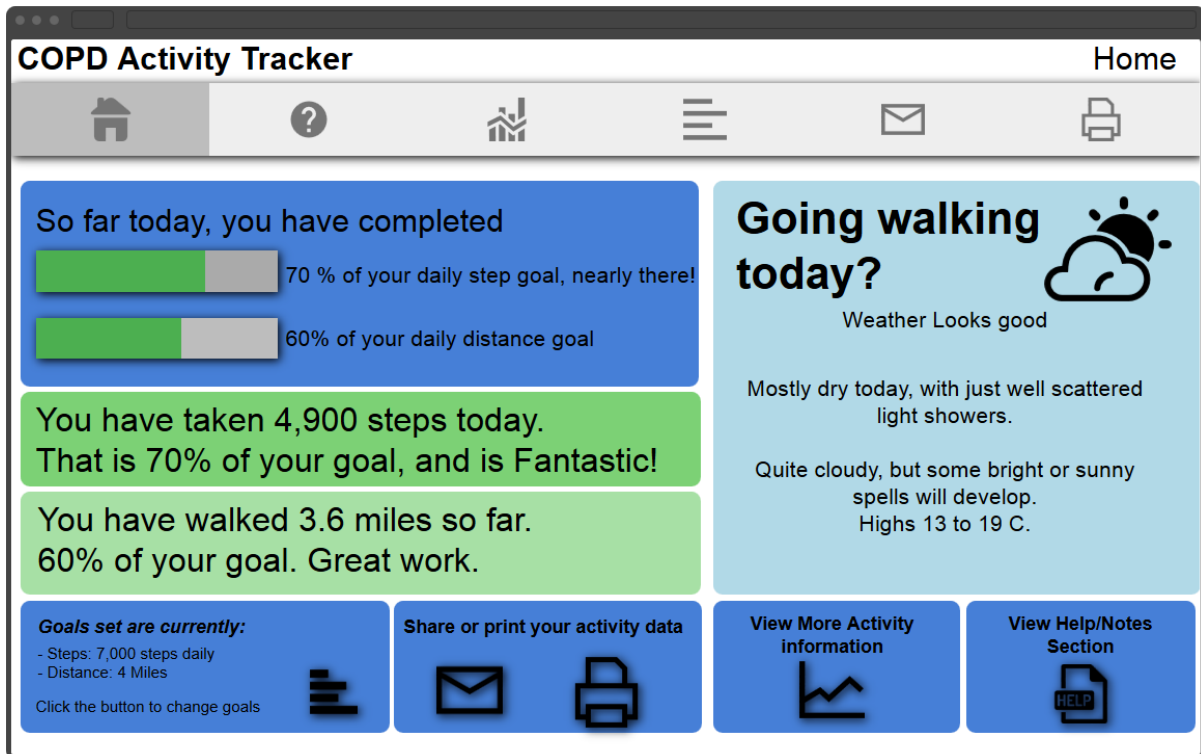 COPD Activity Tracker
Home
So far today, you have completed
70 % of your daily step goal, nearly there!
60% of your daily distance goal
You have taken 4,900 steps today.
That is 70% of your goal, and is Fantastic!
You have walked 3.6 miles so far.
60% of your goal. Great work.
Going walking
today?
Weather Looks good
Mostly dry today, with just well scattered
light showers.
Quite cloudy, but some bright or sunny
spells will develop.
Highs 13 to 19 C.
Goals set are currently:
- Steps: 7,000 steps daily
- Distance: 4 Miles
Click the button to change goals
Share or print your activity data
View More Activity
information
View Help/Notes
Section
HELP